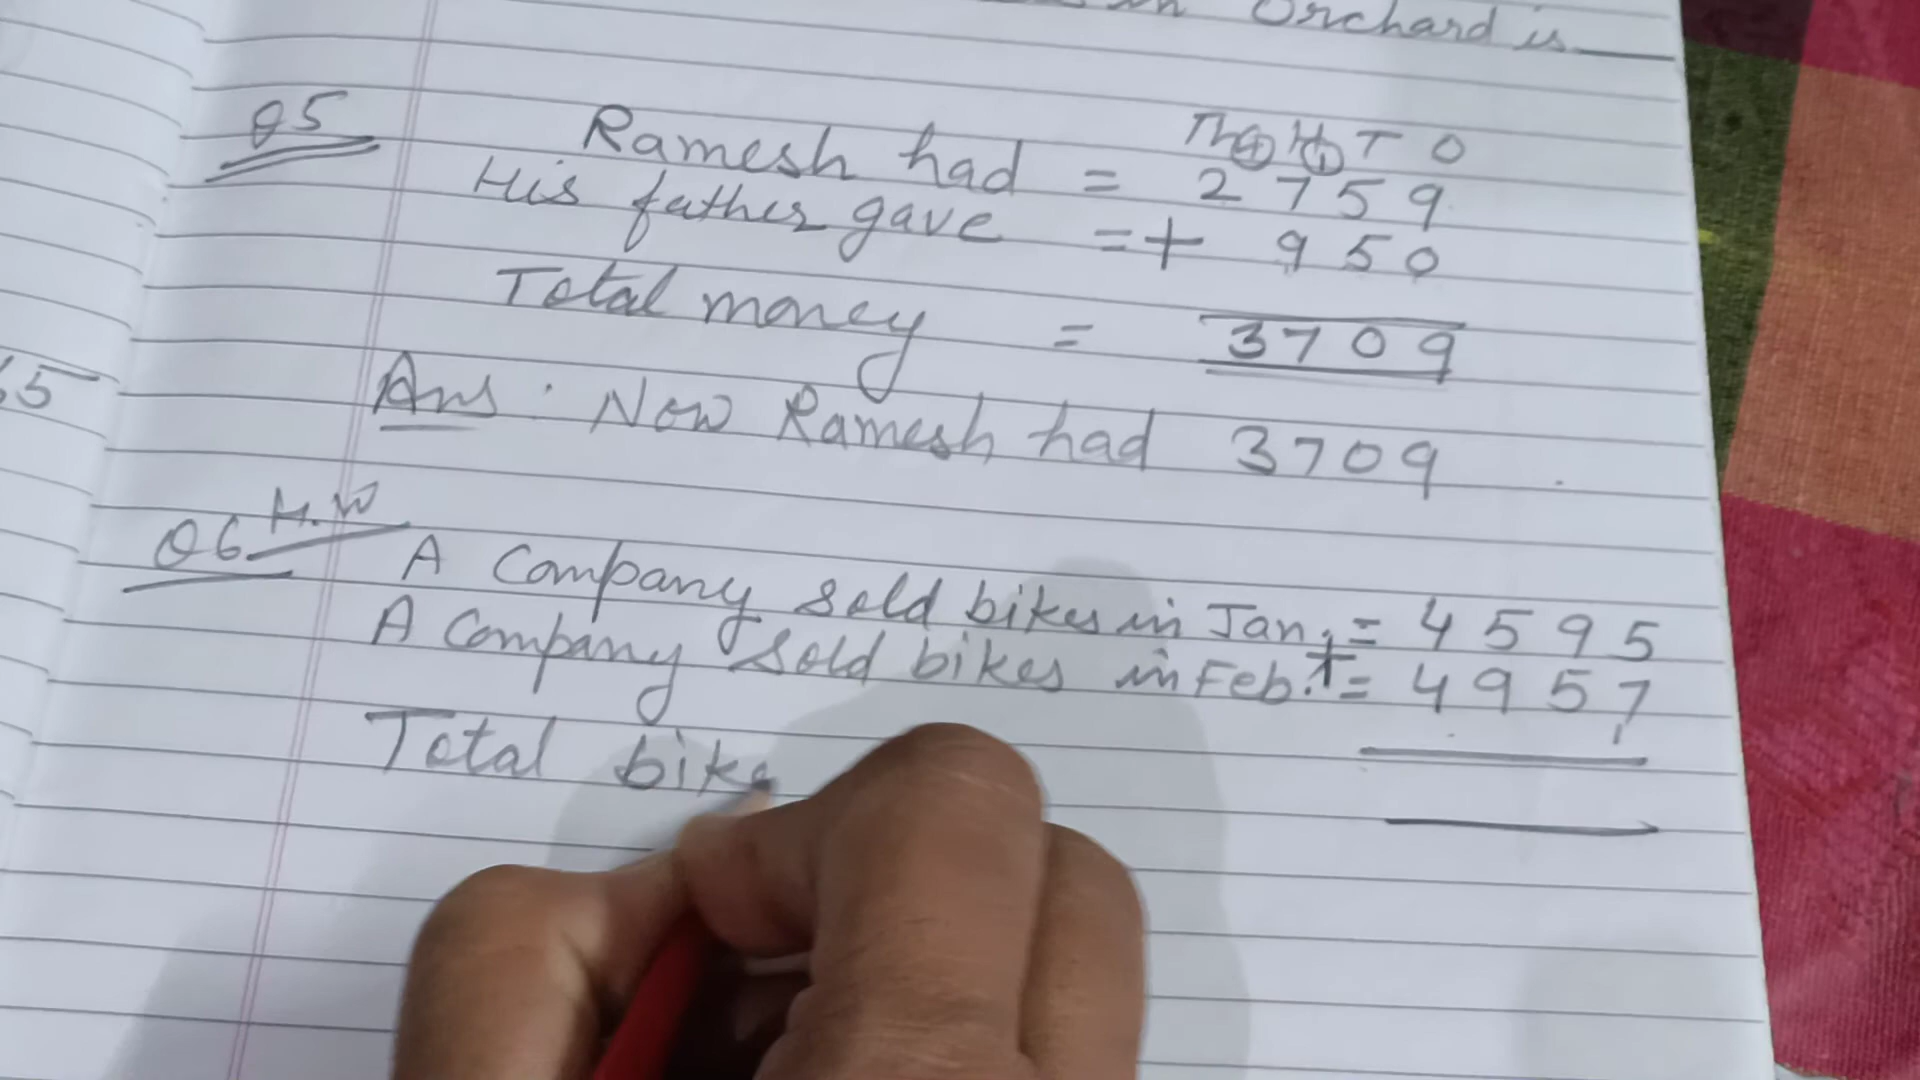 Orchard is
Q5
Th H T O
Ramesh had = 2759
His father gave =+ 950
Total money = 3709
Ans: Now Ramesh had 3709
Q6 H.W
A Company sold bikes in Jan. = 4595
A Company sold bikes in Feb. += 4957
Total bike